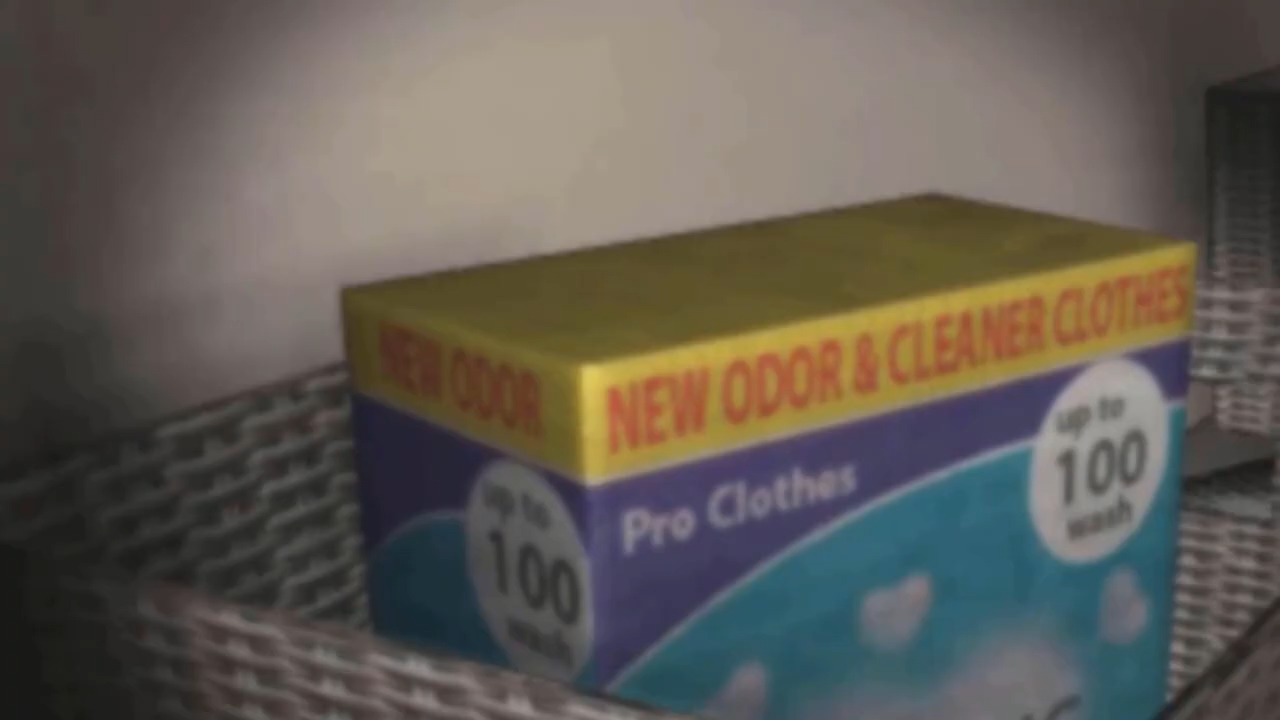 NEW ODOR
NEW ODOR & CLEANER CLOTHES
Pro Clothes
up to
100
wash
up to
100
wash